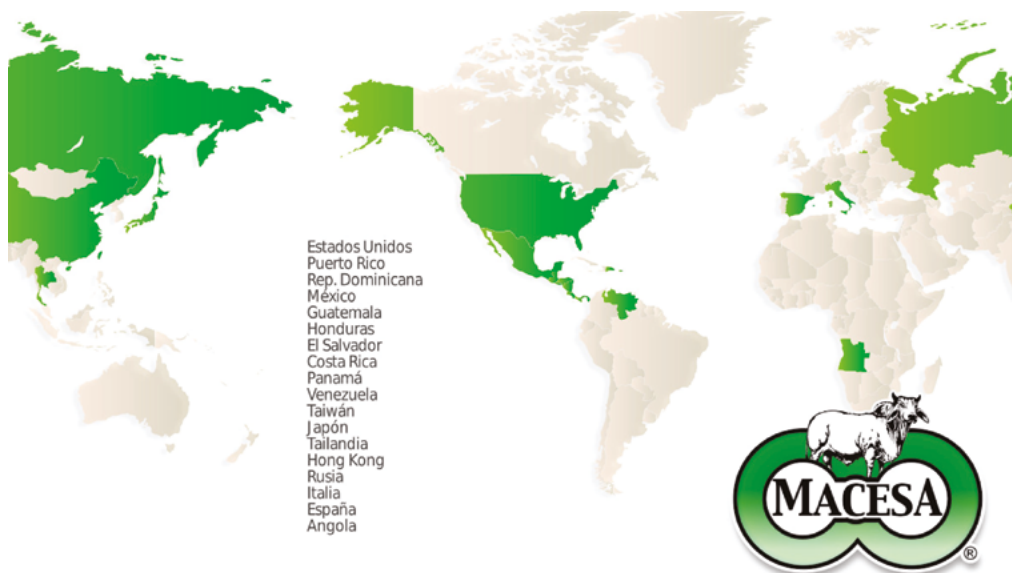 Estados Unidos
Puerto Rico
Rep. Dominicana
México
Guatemala
Honduras
El Salvador
Costa Rica
Panamá
Venezuela
Taiwán
Japón
Tailandia
Hong Kong
Rusia
Italia
España
Angola
MACESA
®